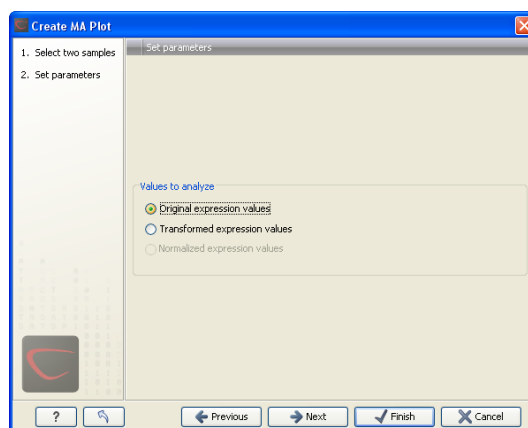 Create MA Plot
1. Select two samples
2. Set parameters
Set parameters
Values to analyze
Original expression values
Transformed expression values
Normalized expression values
?
Previous
Next
Finish
Cancel